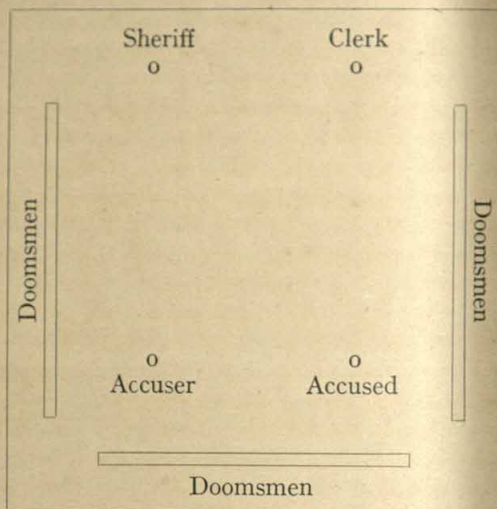 Sheriff Clerk
o o
Doomsmen Doomsmen
o o
Accuser Accused
Doomsmen